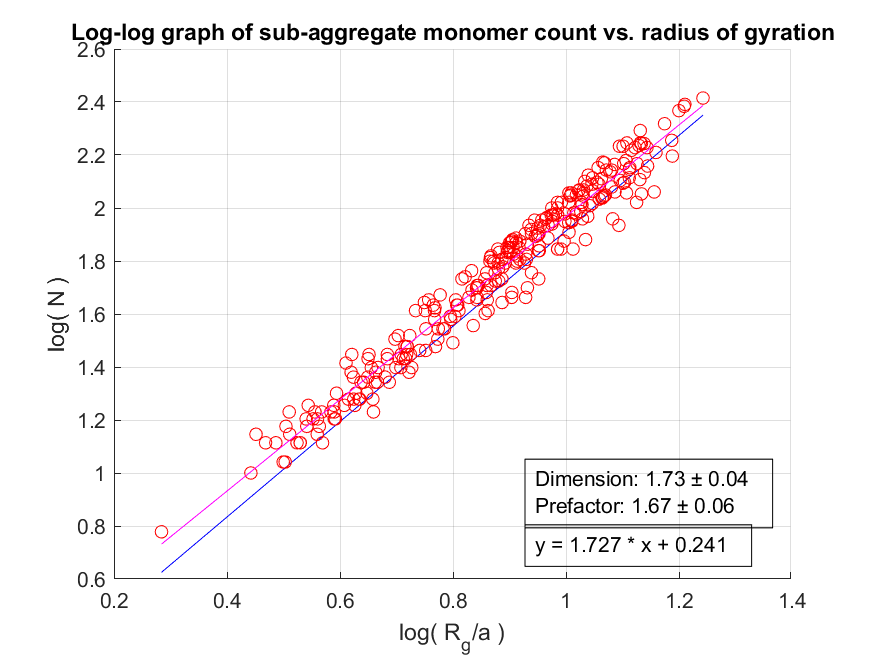 Log-log graph of sub-aggregate monomer count vs. radius of gyration
2.6
2.4
2.2
2
1.8
1.6
1.4
1.2
1
0.8
0.6
log( N )
Dimension: 1.73 ± 0.04
Prefactor: 1.67 ± 0.06
y = 1.727 * x + 0.241
0.2 0.4 0.6 0.8 1 1.2 1.4
log( R_g/a )